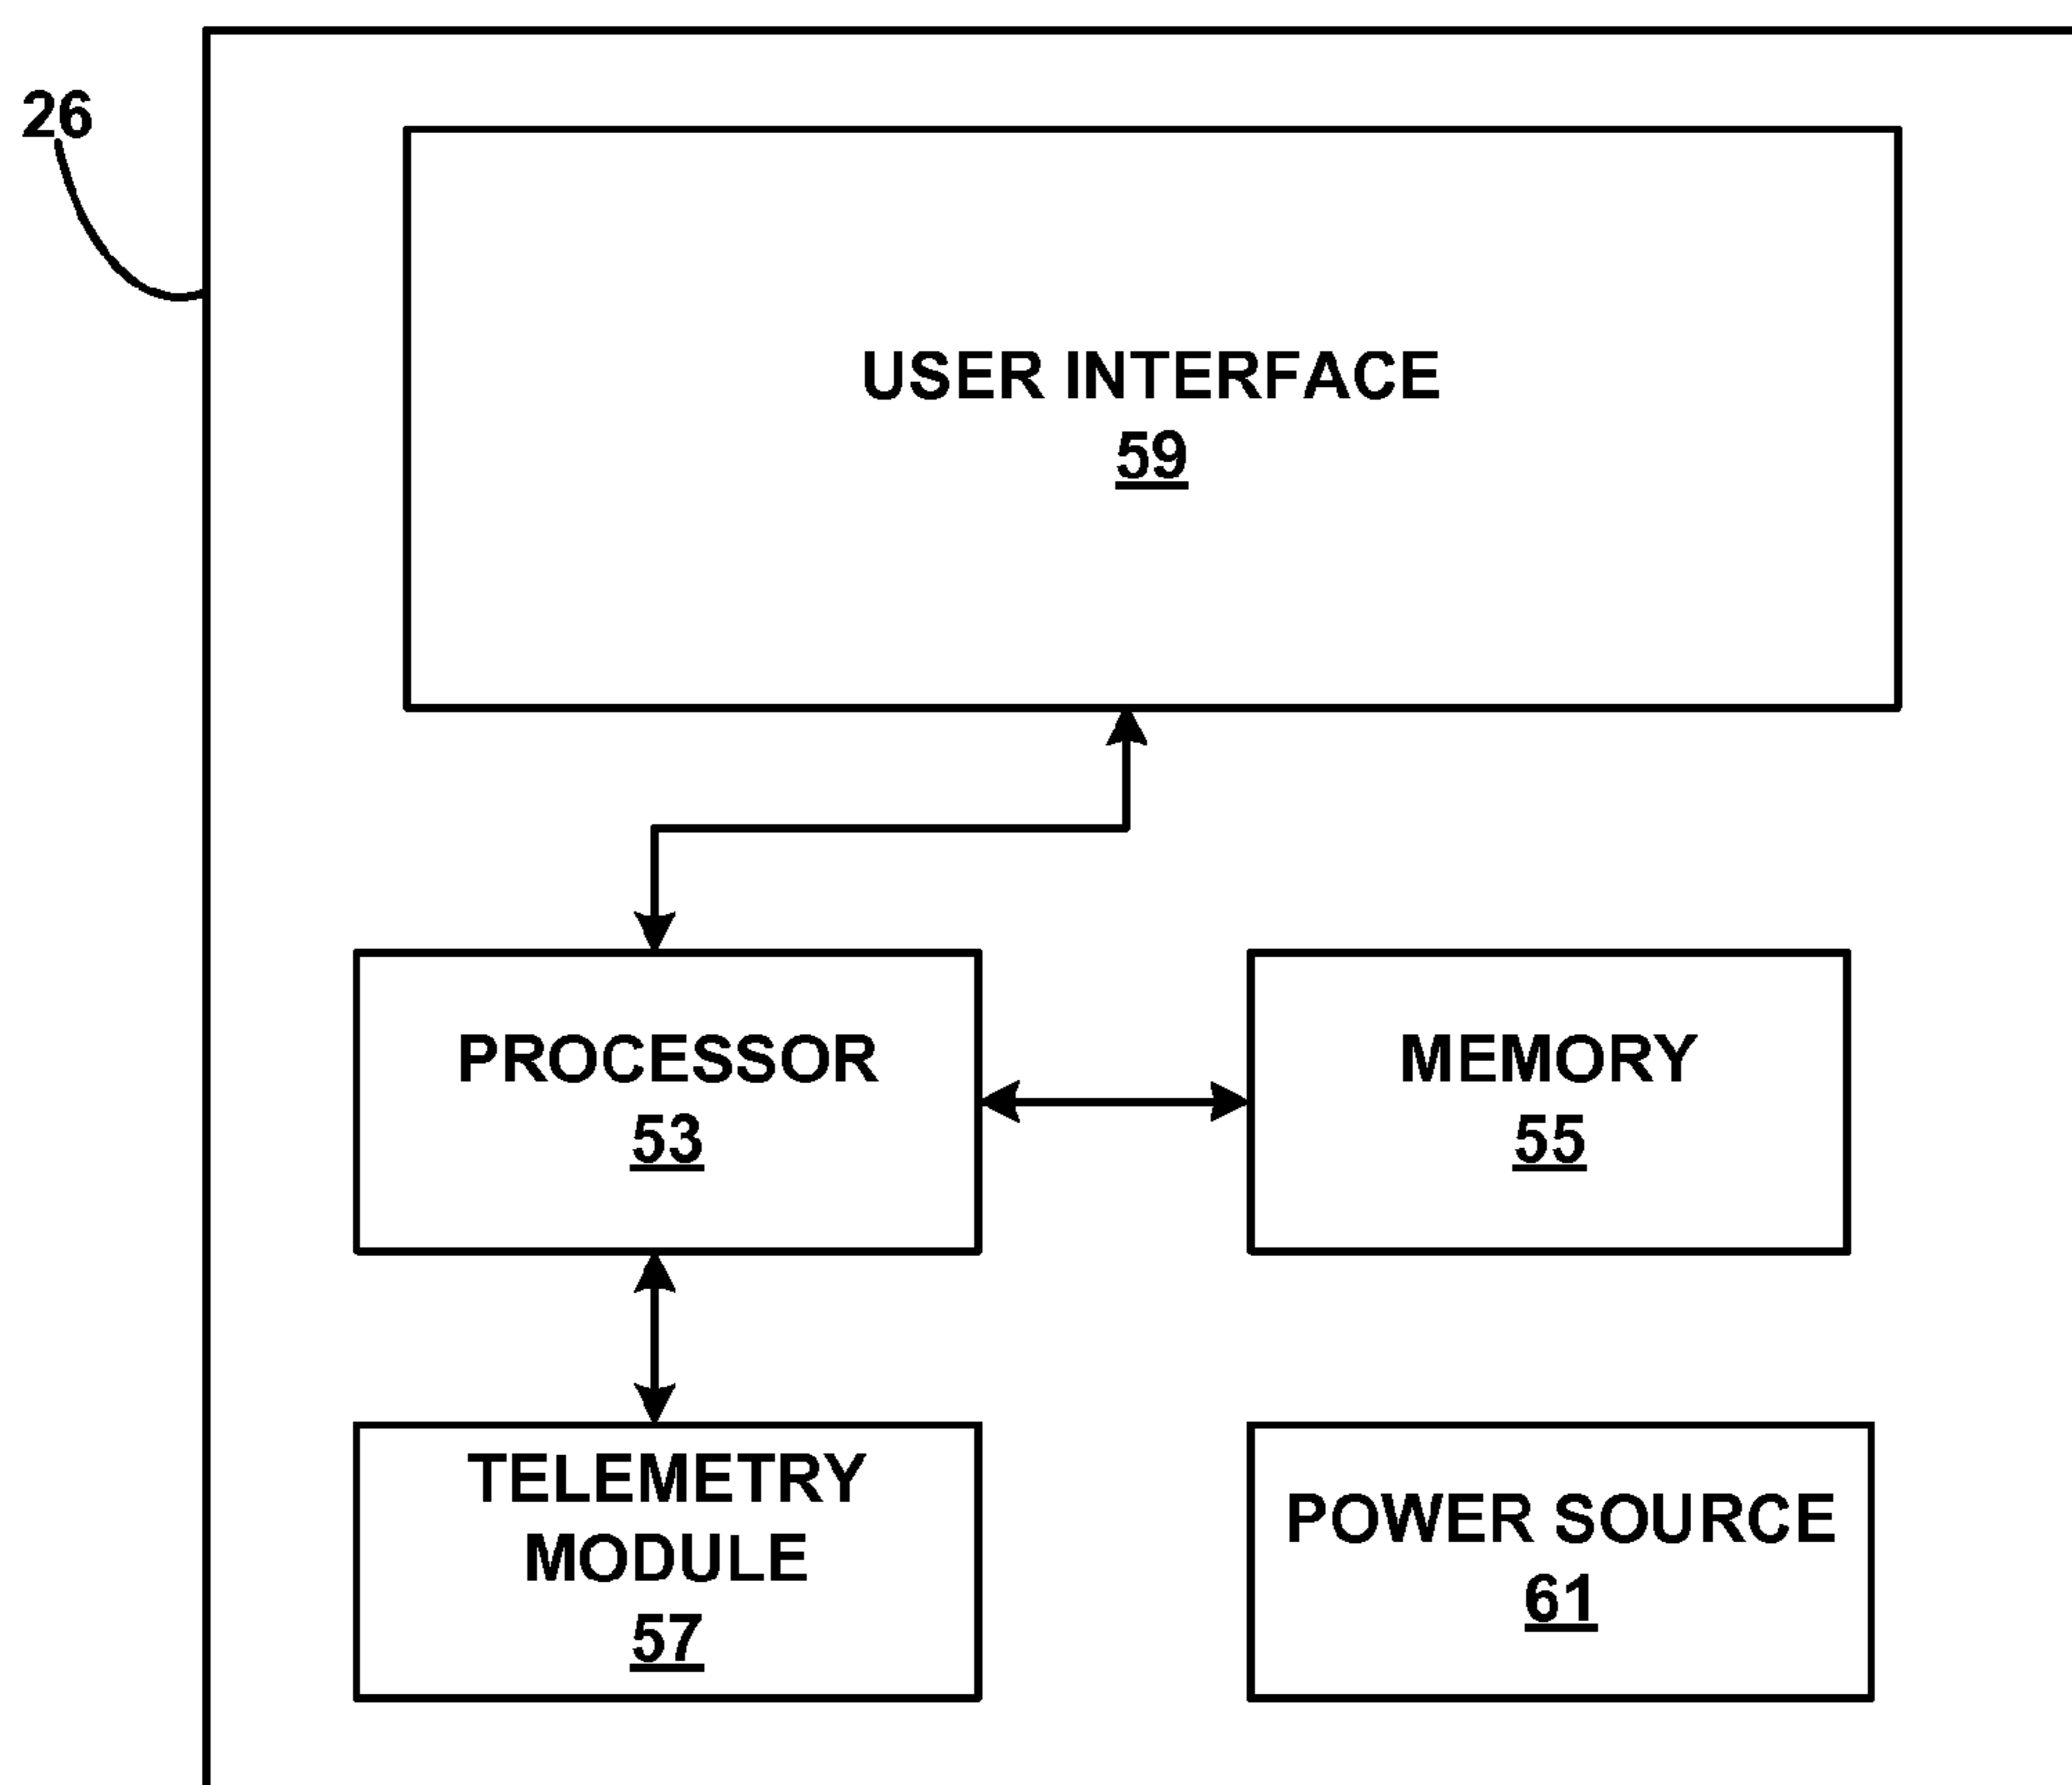 26
USER INTERFACE
59
PROCESSOR
53
MEMORY
55
TELEMETRY
MODULE
57
POWER SOURCE
61